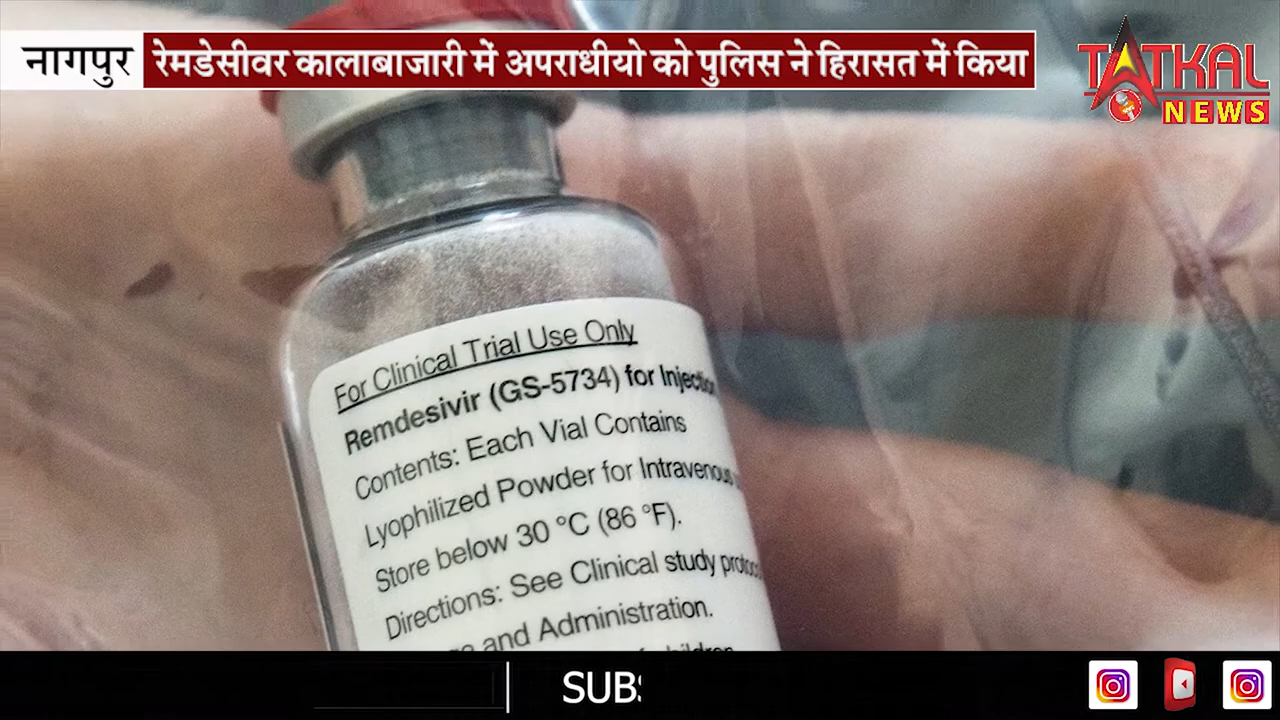 नागपुर
रेमडेसीवर कालाबाजारी में अपराधीयो को पुलिस ने हिरासत में किया
TATKAL
NEWS
For Clinical Trial Use Only
Remdesivir (GS-5734) for Injection
Contents: Each Vial Contains
Lyophilized Powder for Intravenous
Store below 30 °C (86 °F).
Directions: See Clinical study
and Administration.
SUBS